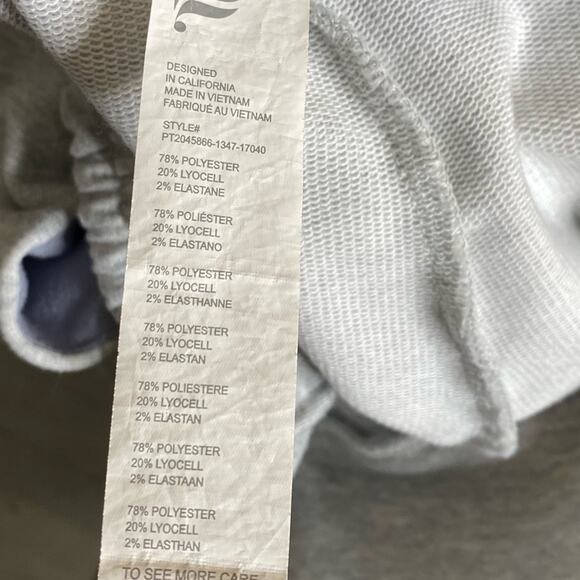 DESIGNED
IN CALIFORNIA
MADE IN VIETNAM
FABRIQUÉ AU VIETNAM
STYLE#
PT2045866-1347-17040
78% POLYESTER
20% LYOCELL
2% ELASTANE
78% POLIÉSTER
20% LYOCELL
2% ELASTANO
78% POLYESTER
20% LYOCELL
2% ELASTHANNE
78% POLYESTER
20% LYOCELL
2% ELASTAN
78% POLIESTERE
20% LYOCELL
2% ELASTAN
78% POLYESTER
20% LYOCELL
2% ELASTAAN
78% POLYESTER
20% LYOCELL
2% ELASTHAN
TO SEE MORE CARE